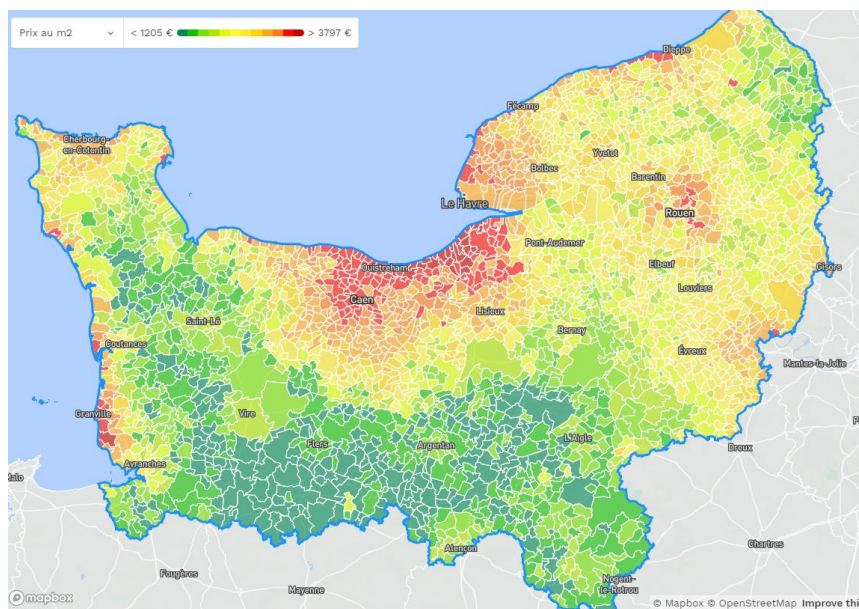 Prix au m2
< 1205 €
> 3797 €
Dieppe
Fécamp
Cherbourg-
en-Cotentin
Yvetot
Bolbec
Barentin
Le Havre
Rouen
Pont-Audemer
Ouistreham
Elbeuf
Gisors
Louviers
Caen
Lisieux
Saint-Lô
Bernay
Coutances
Évreux
Mantes-la-Jolie
Granville
Vire
Flers
Argentan
L'Aigle
Dreux
Avranches
Malo
Alençon
Chartres
Fougères
Mayenne
Nogent-
le-Rotrou
mapbox
© Mapbox © OpenStreetMap Improve thi